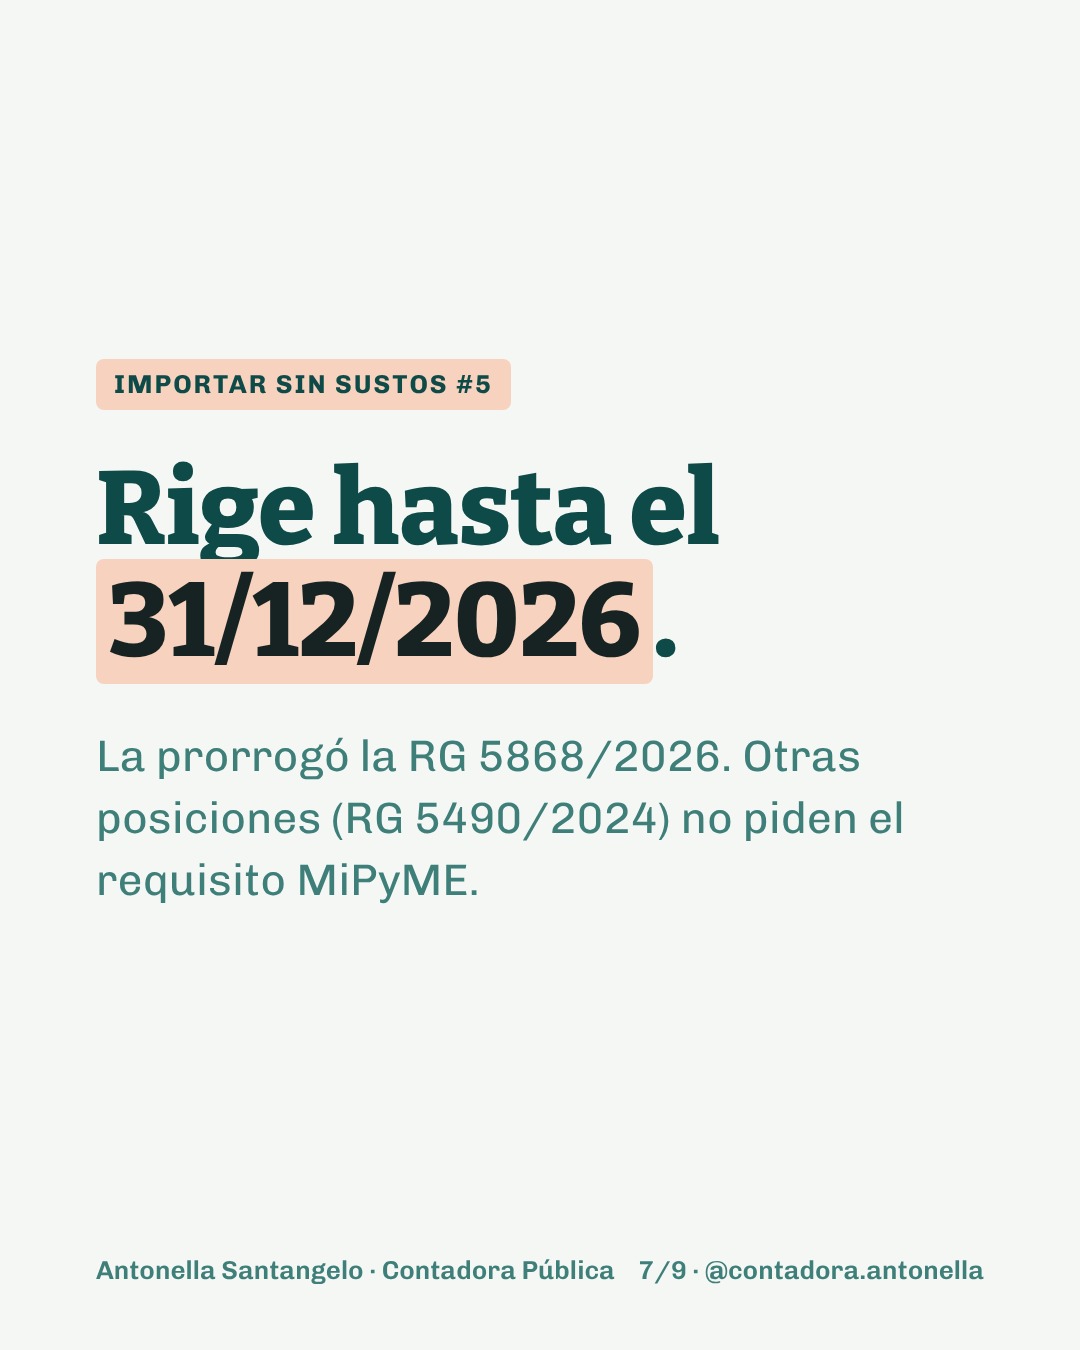 IMPORTAR SIN SUSTOS #5
Rige hasta el
31/12/2026.
La prorrogó la RG 5868/2026. Otras
posiciones (RG 5490/2024) no piden el
requisito MiPyME.
Antonella Santangelo · Contadora Pública 7/9 · @contadora.antonella